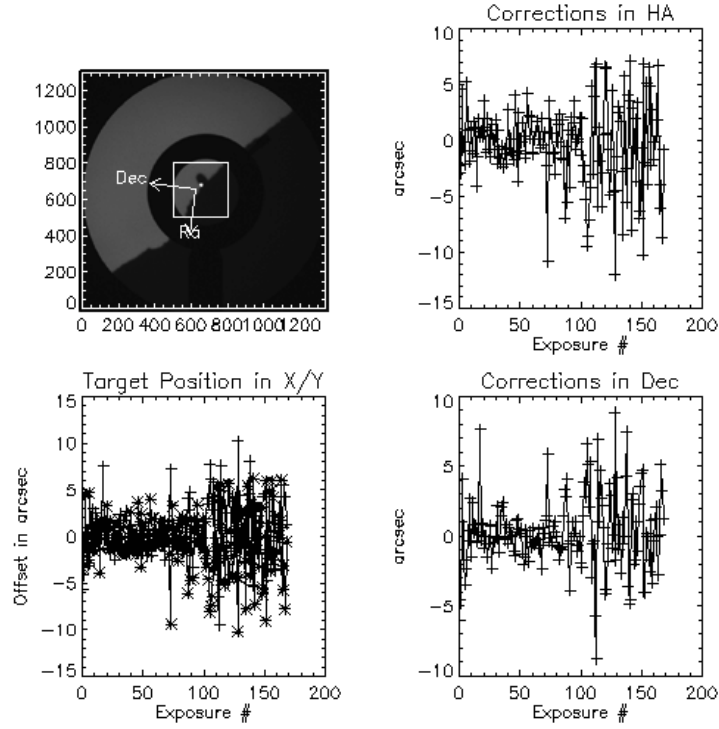 Corrections in HA
10
5
0
−5
−10
−15
arcsec
0 50 100 150 200
Exposure #
1200
1000
800
600
400
200
0
Dec
Ra
0 200 400 600 800 1000 1200
Target Position in X/Y
15
10
5
0
−5
−10
−15
Offset in arcsec
0 50 100 150 200
Exposure #
Corrections in Dec
10
5
0
−5
−10
arcsec
0 50 100 150 200
Exposure #